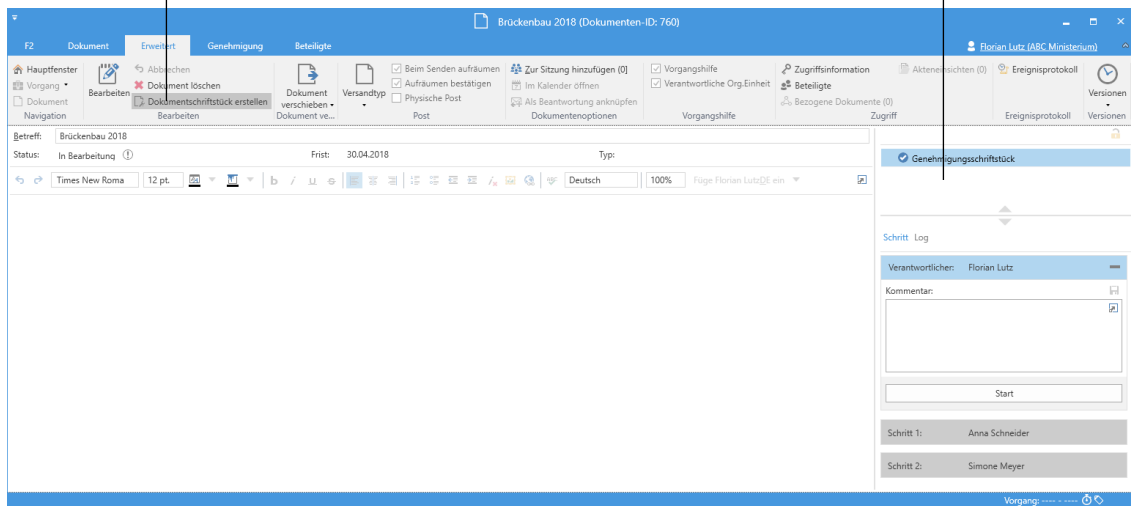 Brückenbau 2018 (Dokumenten-ID: 760)
F2 Dokument Erweitert Genehmigung Beteiligte Florian Lutz (ABC Ministerium)
Hauptfenster
Vorgang
Dokument
Navigation
Bearbeiten
Abbrechen
Dokument löschen
Dokumentschriftstück erstellen
Bearbeiten
Dokument
verschieben
Dokument ve...
Versandtyp
Beim Senden aufräumen
Aufräumen bestätigen
Physische Post
Post
Zur Sitzung hinzufügen (0)
Im Kalender öffnen
Als Beantwortung anknüpfen
Dokumentenoptionen
Vorgangshilfe
Verantwortliche Org.Einheit
Vorgangshilfe
Zugriffsinformation
Beteiligte
Bezogene Dokumente (0)
Akteneinsichten (0)
Zugriff
Ereignisprotokoll
Ereignisprotokoll
Versionen
Versionen
Betreff: Brückenbau 2018
Status: In Bearbeitung Frist: 30.04.2018 Typ:
Times New Roma 12 pt. b / u Deutsch 100% Füge Florian LutzDE ein
Genehmigungsschriftstück
Schritt Log
Verantwortlicher: Florian Lutz
Kommentar:
Start
Schritt 1: Anna Schneider
Schritt 2: Simone Meyer
Vorgang: ---- - ----